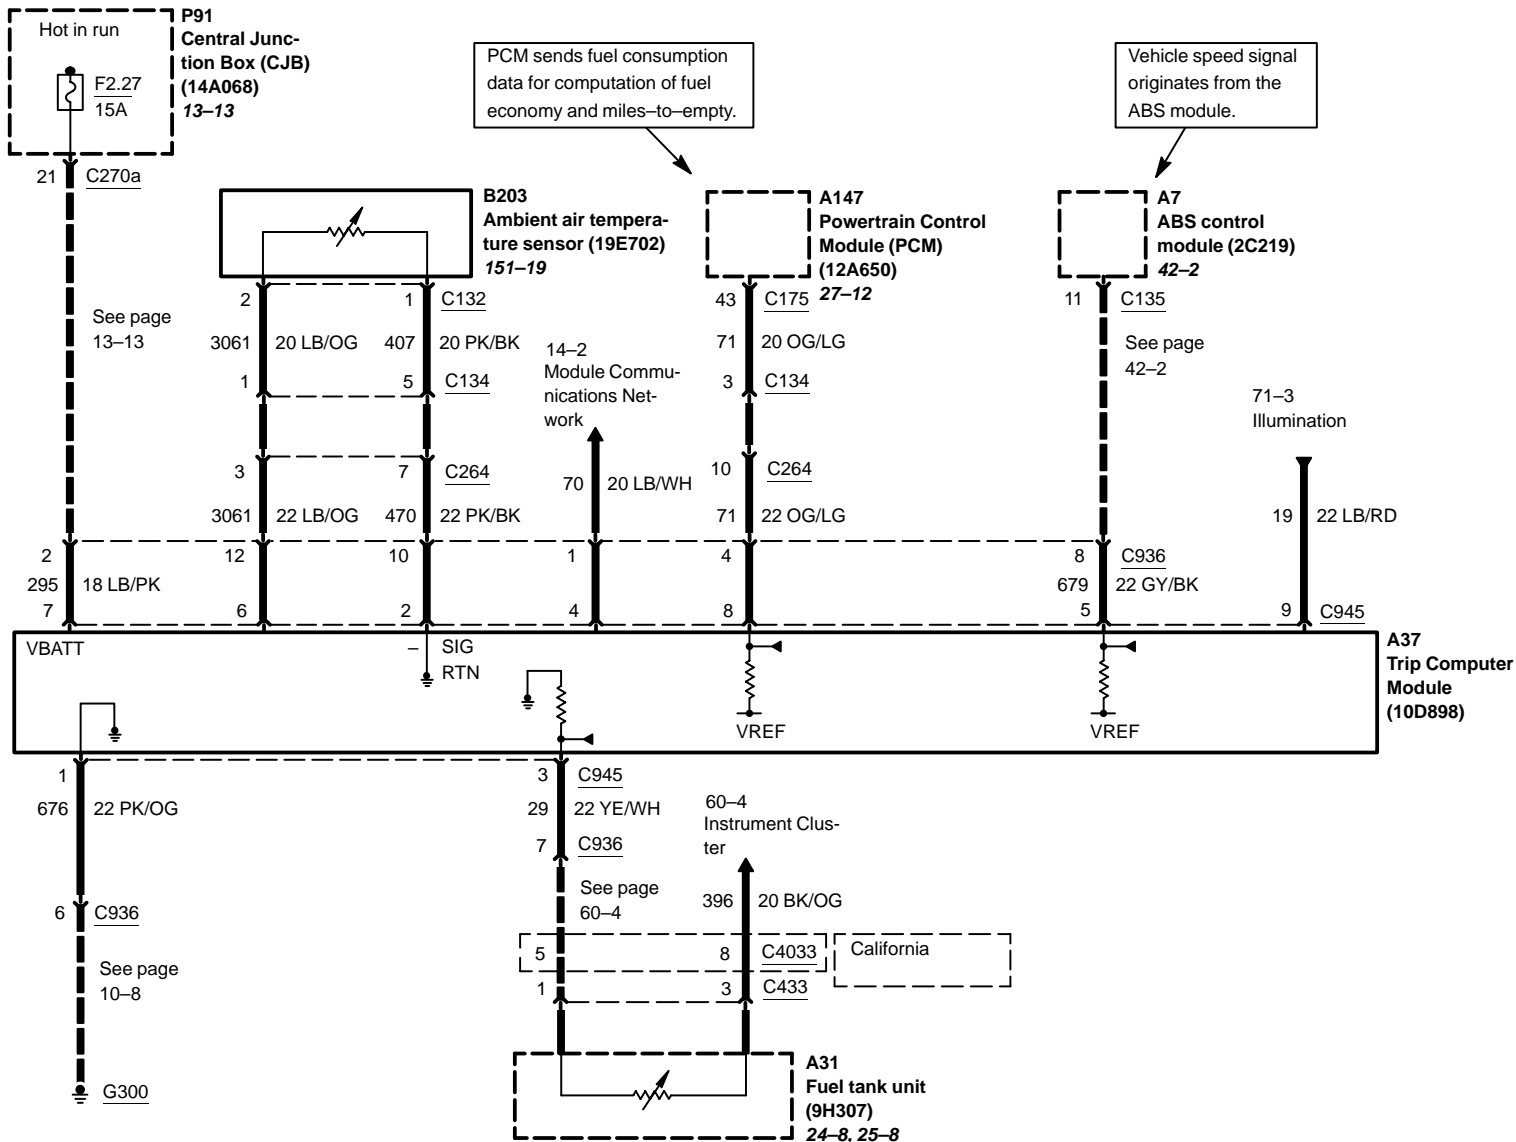 P91
Central Junc-
tion Box (CJB)
(14A068)
13–13
Hot in run
F2.27
15A
PCM sends fuel consumption
data for computation of fuel
economy and miles–to–empty.
Vehicle speed signal
originates from the
ABS module.
21 C270a
B203
Ambient air tempera-
ture sensor (19E702)
151–19
A147
Powertrain Control
Module (PCM)
(12A650)
27–12
A7
ABS control
module (2C219)
42–2
2 1 C132
43 C175
11 C135
See page
13–13
3061 20 LB/OG 407 20 PK/BK
71 20 OG/LG
See page
42–2
14–2
Module Commu-
nications Net-
work
1 5 C134
3 C134
71–3
Illumination
3 7 C264
10 C264
70 20 LB/WH
3061 22 LB/OG 470 22 PK/BK
71 22 OG/LG
19 22 LB/RD
2 12 10 1 4 8 C936
295 18 LB/PK
679 22 GY/BK
7 6 2 4 8 5 9 C945
A37
Trip Computer
Module
(10D898)
VBATT
– SIG
RTN
VREF
VREF
1 3 C945
676 22 PK/OG
29 22 YE/WH
7 C936
60–4
Instrument Clus-
ter
6 C936
See page
60–4
396 20 BK/OG
See page
10–8
5 8 C4033
California
1 3 C433
G300
A31
Fuel tank unit
(9H307)
24–8, 25–8